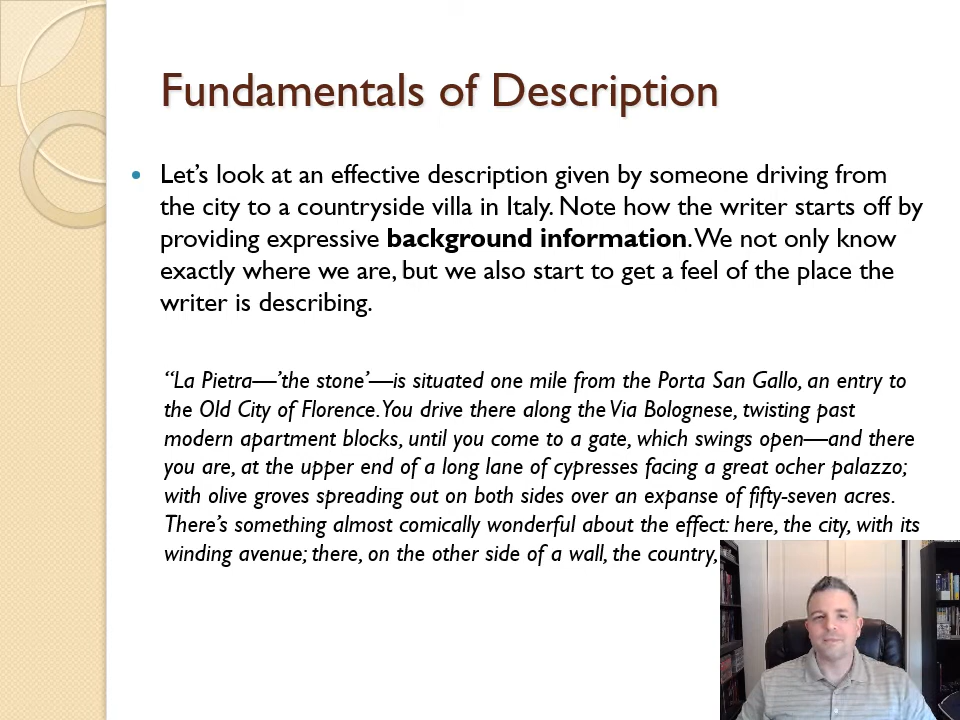 Fundamentals of Description
Let’s look at an effective description given by someone driving from
the city to a countryside villa in Italy. Note how the writer starts off by
providing expressive background information. We not only know
exactly where we are, but we also start to get a feel of the place the
writer is describing.
“La Pietra—’the stone’—is situated one mile from the Porta San Gallo, an entry to
the Old City of Florence. You drive there along the Via Bolognese, twisting past
modern apartment blocks, until you come to a gate, which swings open—and there
you are, at the upper end of a long lane of cypresses facing a great ocher palazzo;
with olive groves spreading out on both sides over an expanse of fifty-seven acres.
There’s something almost comically wonderful about the effect: here, the city, with its
winding avenue; there, on the other side of a wall, the country,